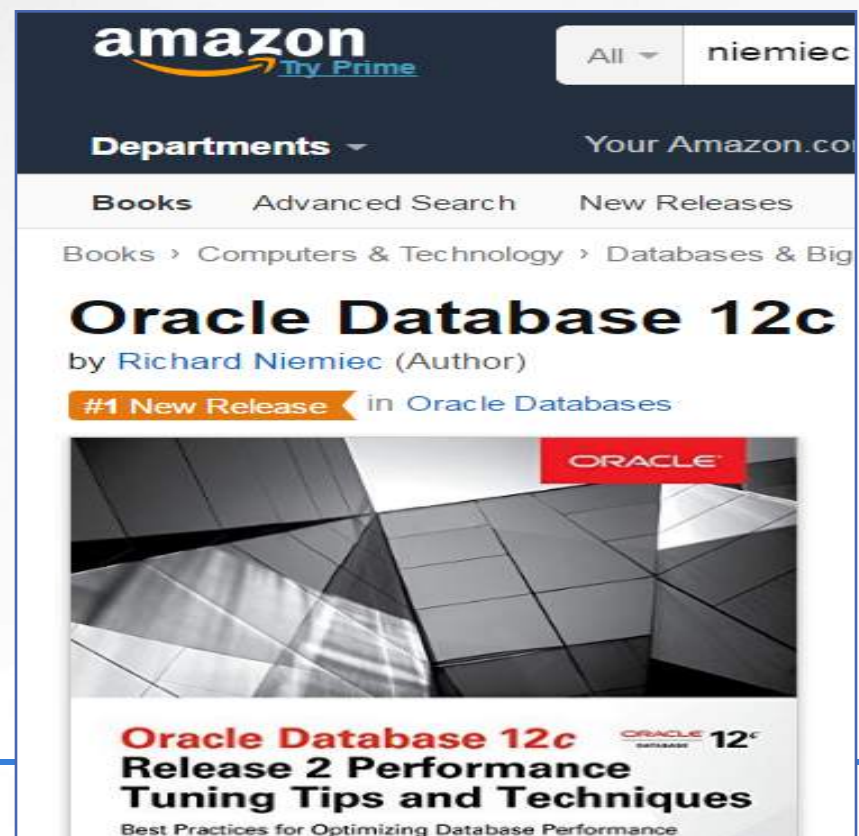 amazon
Try Prime
All niemiec
Departments Your Amazon.co
Books Advanced Search New Releases
Books › Computers & Technology › Databases & Big
Oracle Database 12c
by Richard Niemiec (Author)
#1 New Release in Oracle Databases
ORACLE
Oracle Database 12c ORACLE DATABASE 12c
Release 2 Performance
Tuning Tips and Techniques
Best Practices for Optimizing Database Performance